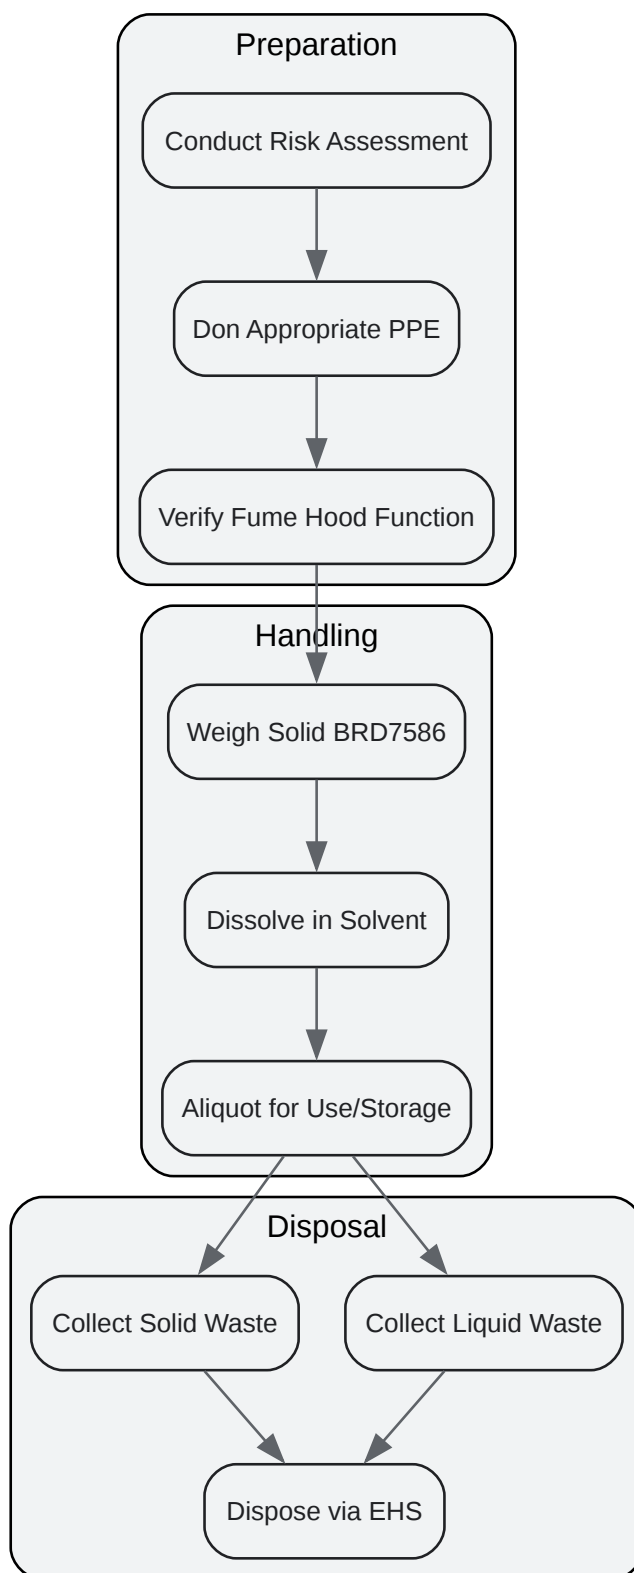 Preparation
Conduct Risk Assessment
Don Appropriate PPE
Verify Fume Hood Function
Handling
Weigh Solid BRD7586
Dissolve in Solvent
Aliquot for Use/Storage
Disposal
Collect Solid Waste
Collect Liquid Waste
Dispose via EHS